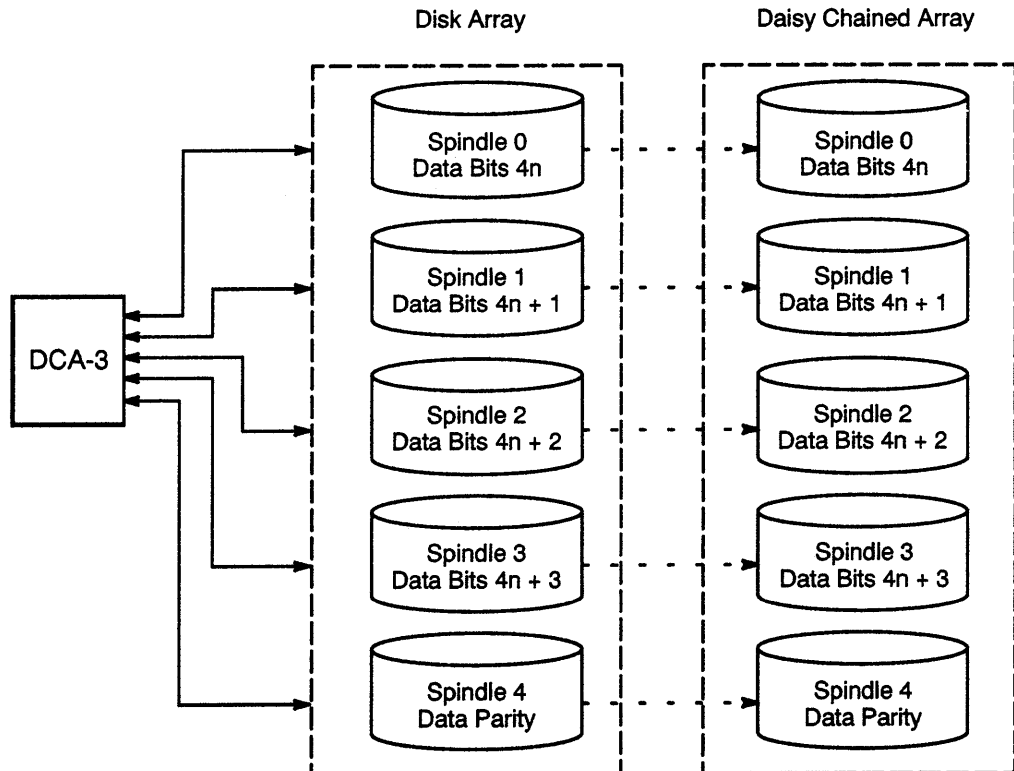 Disk Array
Daisy Chained Array
DCA-3
Spindle 0
Data Bits 4n
Spindle 1
Data Bits 4n + 1
Spindle 2
Data Bits 4n + 2
Spindle 3
Data Bits 4n + 3
Spindle 4
Data Parity
Spindle 0
Data Bits 4n
Spindle 1
Data Bits 4n + 1
Spindle 2
Data Bits 4n + 2
Spindle 3
Data Bits 4n + 3
Spindle 4
Data Parity